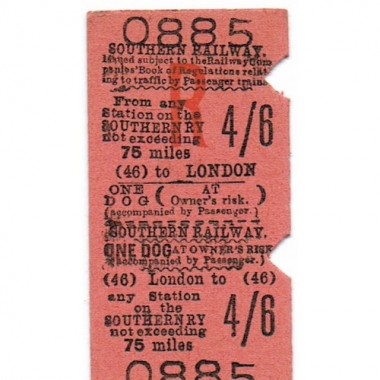 0885
SOUTHERN RAILWAY.
Issued subject to the Railway Com
panies' Book of Regulations relat
ing to traffic by Passenger train
R
From any
Station on the
SOUTHERN RY
not exceeding
75 miles
4/6
(46) to LONDON
ONE DOG ( AT Owner's risk. )
(accompanied by Passenger.)
SOUTHERN RAILWAY.
ONE DOG AT OWNER'S RISK
(accompanied by Passenger.)
(46) London to (46)
any Station
on the
SOUTHERN RY
not exceeding
75 miles
4/6
0885